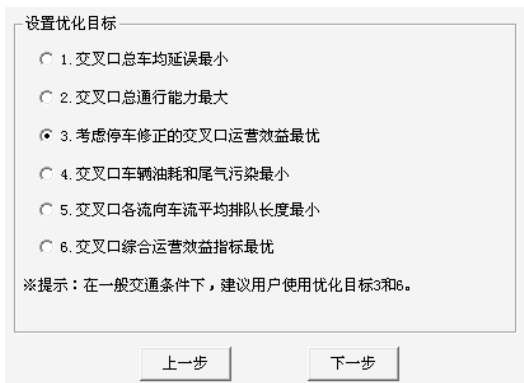 设置优化目标
1.交叉口总车均延误最小
2.交叉口总通行能力最大
3.考虑停车修正的交叉口运营效益最优
4.交叉口车辆油耗和尾气污染最小
5.交叉口各流向车流平均排队长度最小
6.交叉口综合运营效益指标最优
※提示：在一般交通条件下，建议用户使用优化目标3和6。
上一步 下一步